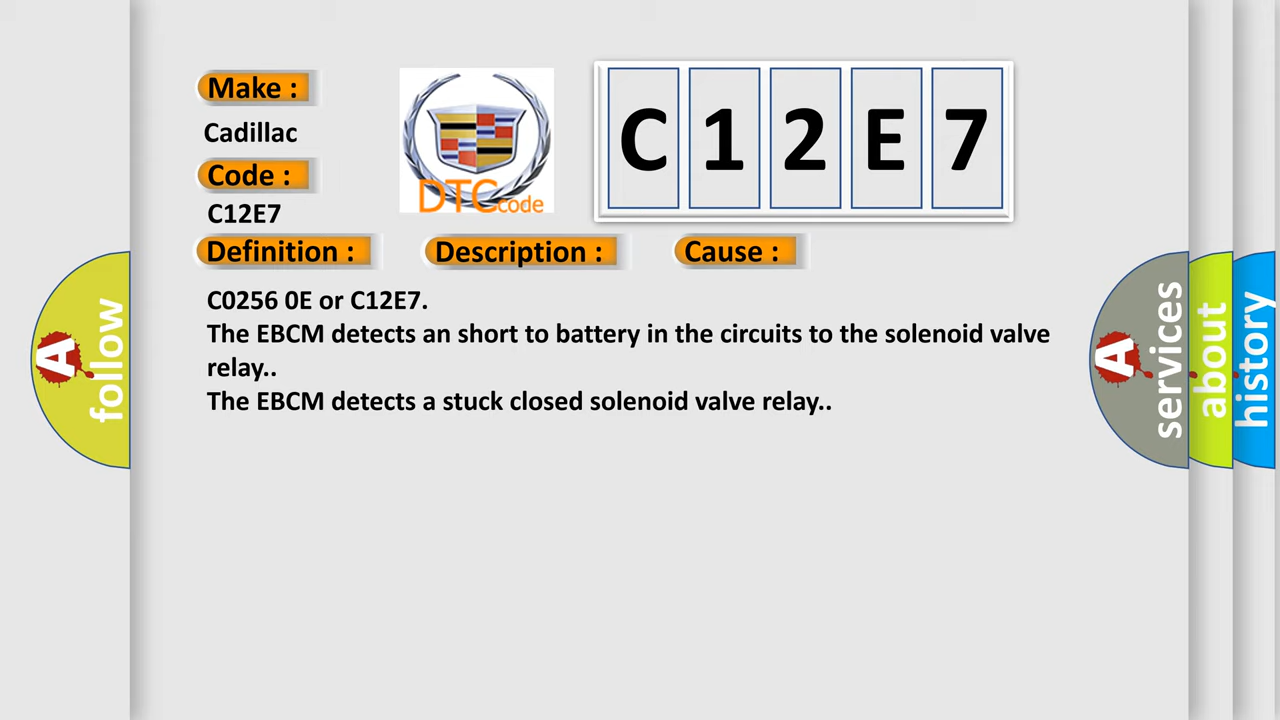 Make :
Cadillac
Code :
C12E7
DTC code
C 1 2 E 7
Definition :
Description :
Cause :
C0256 0E or C12E7.
The EBCM detects an short to battery in the circuits to the solenoid valve
relay..
The EBCM detects a stuck closed solenoid valve relay..
A follow
A services
about
history